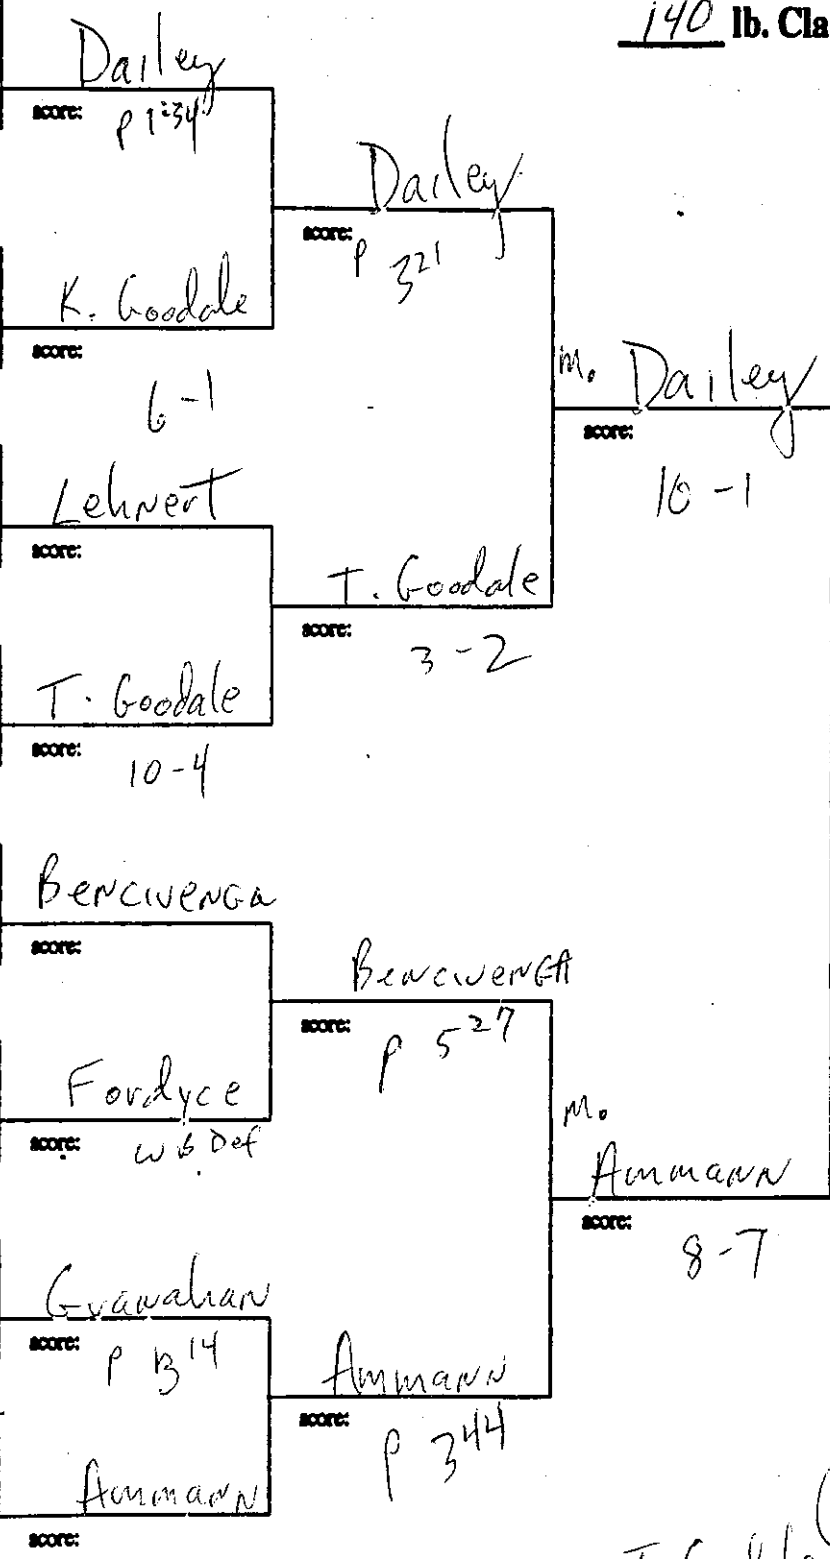 140 lb. Cla
Dailey
score: P 1:34
Dailey
score: P 3 21
K. Goodale
score:
6-1
M. Dailey
score:
10-1
Lehnert
score:
T. Goodale
score:
3-2
T. Goodale
score:
10-4
Bencivenga
score:
Bencivenga
score:
P 5 27
Fordyce
score: W B Def
M.
Ammann
score:
8-7
Granahan
score:
P 14
Ammann
score:
P 3 44
Ammann
score: